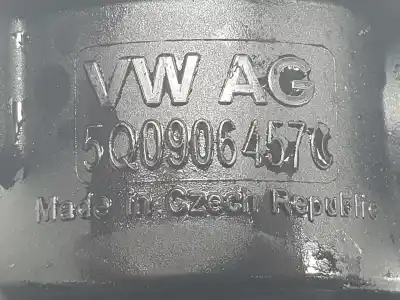 VW AG
5Q0906457C
Made in Czech Republic